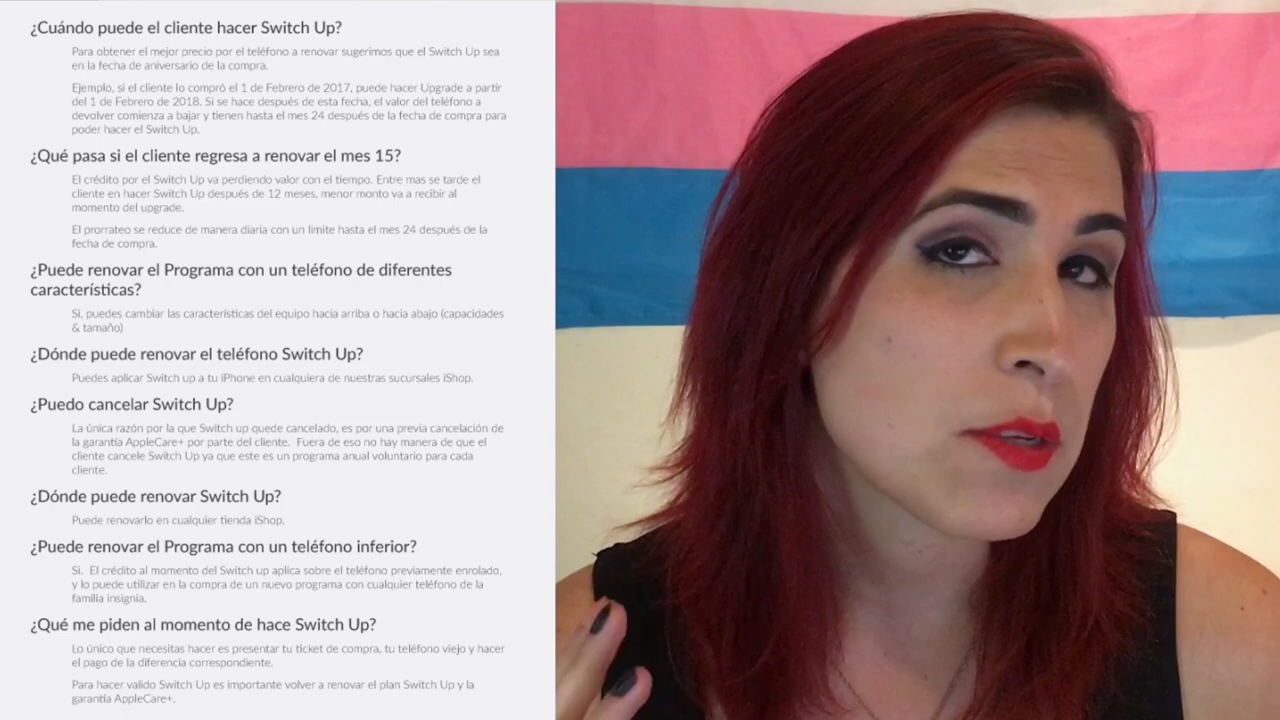 ¿Cuándo puede el cliente hacer Switch Up?
Para obtener el mejor precio por el teléfono a renovar sugerimos que el Switch Up sea
en la fecha de aniversario de la compra.
Ejemplo, si el cliente lo compró el 1 de Febrero de 2017, puede hacer Upgrade a partir
del 1 de Febrero de 2018. Si se hace después de esta fecha, el valor del teléfono a
devolver comienza a bajar y tienen hasta el mes 24 después de la fecha de compra para
poder hacer el Switch Up.
¿Qué pasa si el cliente regresa a renovar el mes 15?
El crédito por el Switch Up va perdiendo valor con el tiempo. Entre mas se tarde el
cliente en hacer Switch Up después de 12 meses, menor monto va a recibir al
momento del upgrade.
El prorrateo se reduce de manera diaria con un limite hasta el mes 24 después de la
fecha de compra.
¿Puede renovar el Programa con un teléfono de diferentes
características?
Si, puedes cambiar las características del equipo hacia arriba o hacia abajo (capacidades
& tamaño)
¿Dónde puede renovar el teléfono Switch Up?
Puedes aplicar Switch up a tu iPhone en cualquiera de nuestras sucursales iShop.
¿Puedo cancelar Switch Up?
La única razón por la que Switch up quede cancelado, es por una previa cancelación de
la garantía AppleCare+ por parte del cliente. Fuera de eso no hay manera de que el
cliente cancele Switch Up ya que este es un programa anual voluntario para cada
cliente.
¿Dónde puede renovar Switch Up?
Puede renovarlo en cualquier tienda iShop.
¿Puede renovar el Programa con un teléfono inferior?
Si. El crédito al momento del Switch up aplica sobre el teléfono previamente enrolado,
y lo puede utilizar en la compra de un nuevo programa con cualquier teléfono de la
familia insignia.
¿Qué me piden al momento de hace Switch Up?
Lo único que necesitas hacer es presentar tu ticket de compra, tu teléfono viejo y hacer
el pago de la diferencia correspondiente.
Para hacer valido Switch Up es importante volver a renovar el plan Switch Up y la
garantía AppleCare+.